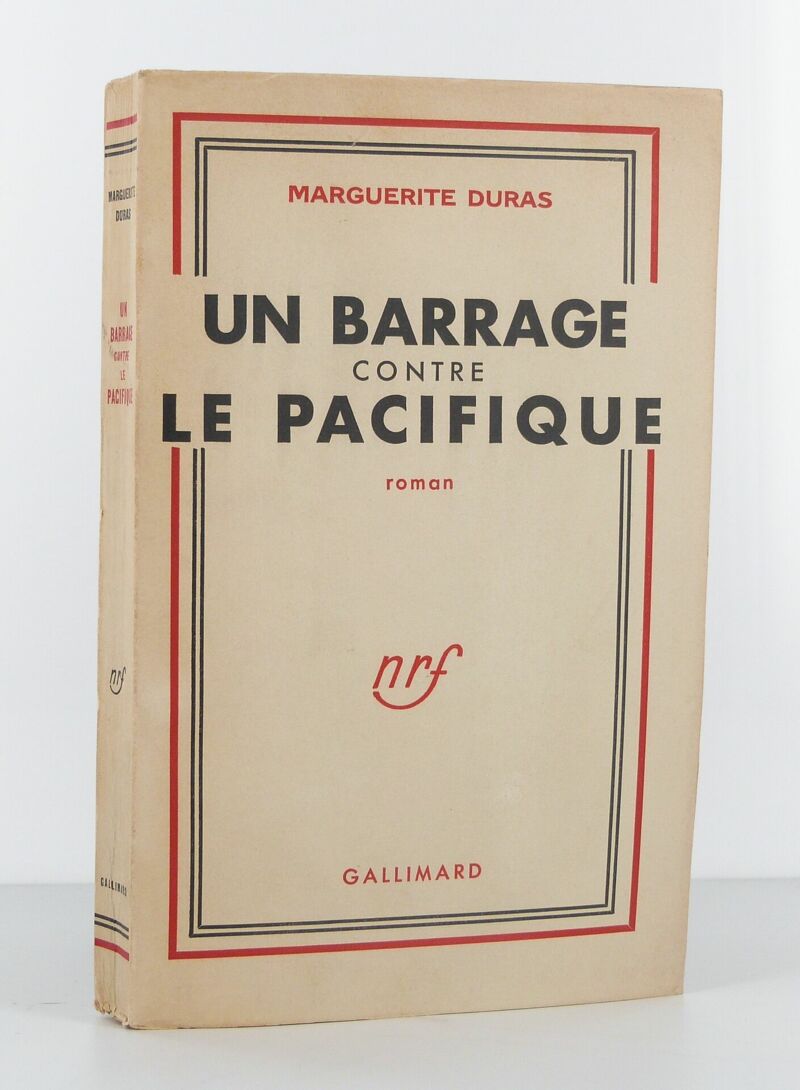 MARGUERITE DURAS
UN BARRAGE
CONTRE
LE PACIFIQUE
roman
nrf
GALLIMARD
MARGUERITE
DURAS
UN
BARRAGE
CONTRE
LE
PACIFIQUE
nrf
GALLIMARD